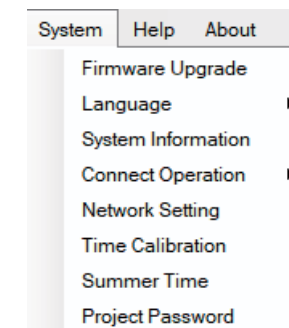 System Help About
Firmware Upgrade
Language
System Information
Connect Operation
Network Setting
Time Calibration
Summer Time
Project Password